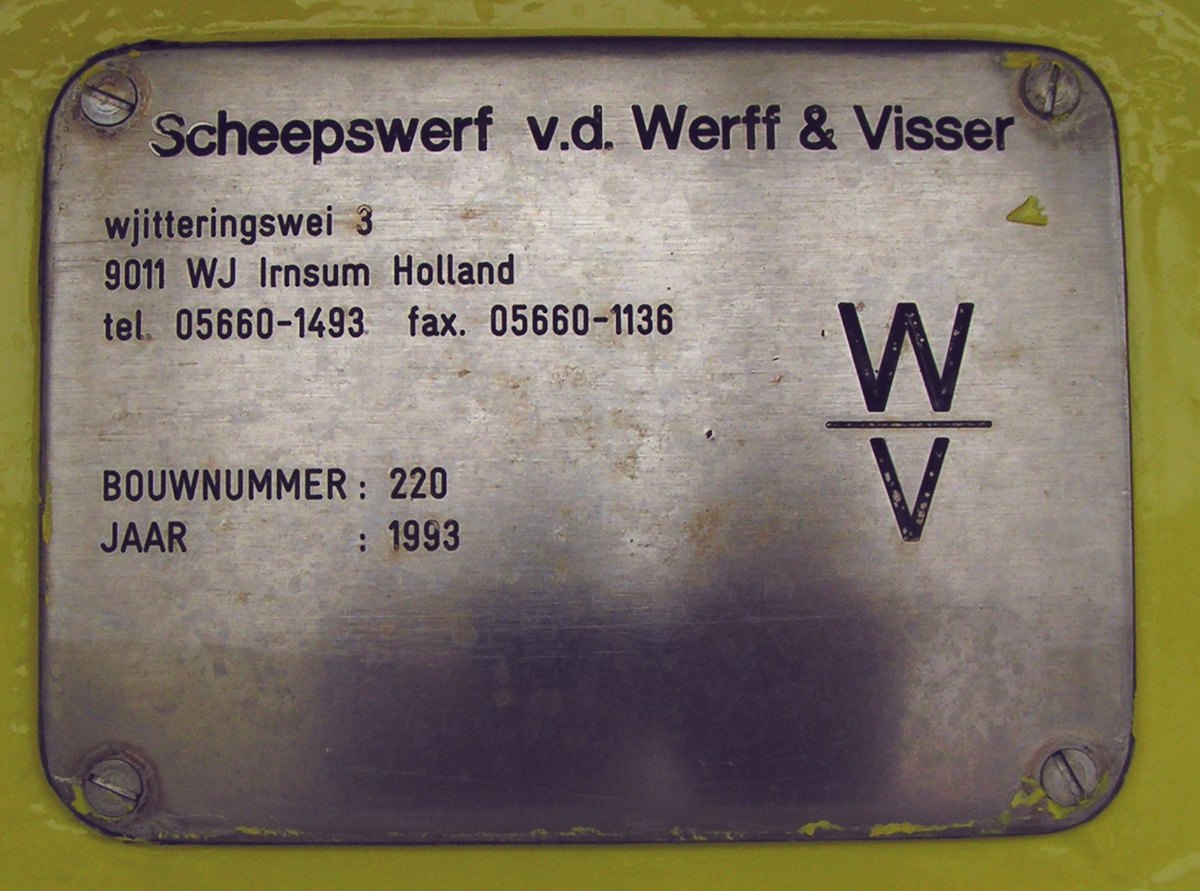 Scheepswerf v.d. Werff & Visser
wjitteringswei 3
9011 WJ Irnsum Holland
tel. 05660-1493 fax. 05660-1136
W
V
BOUWNUMMER : 220
JAAR : 1993